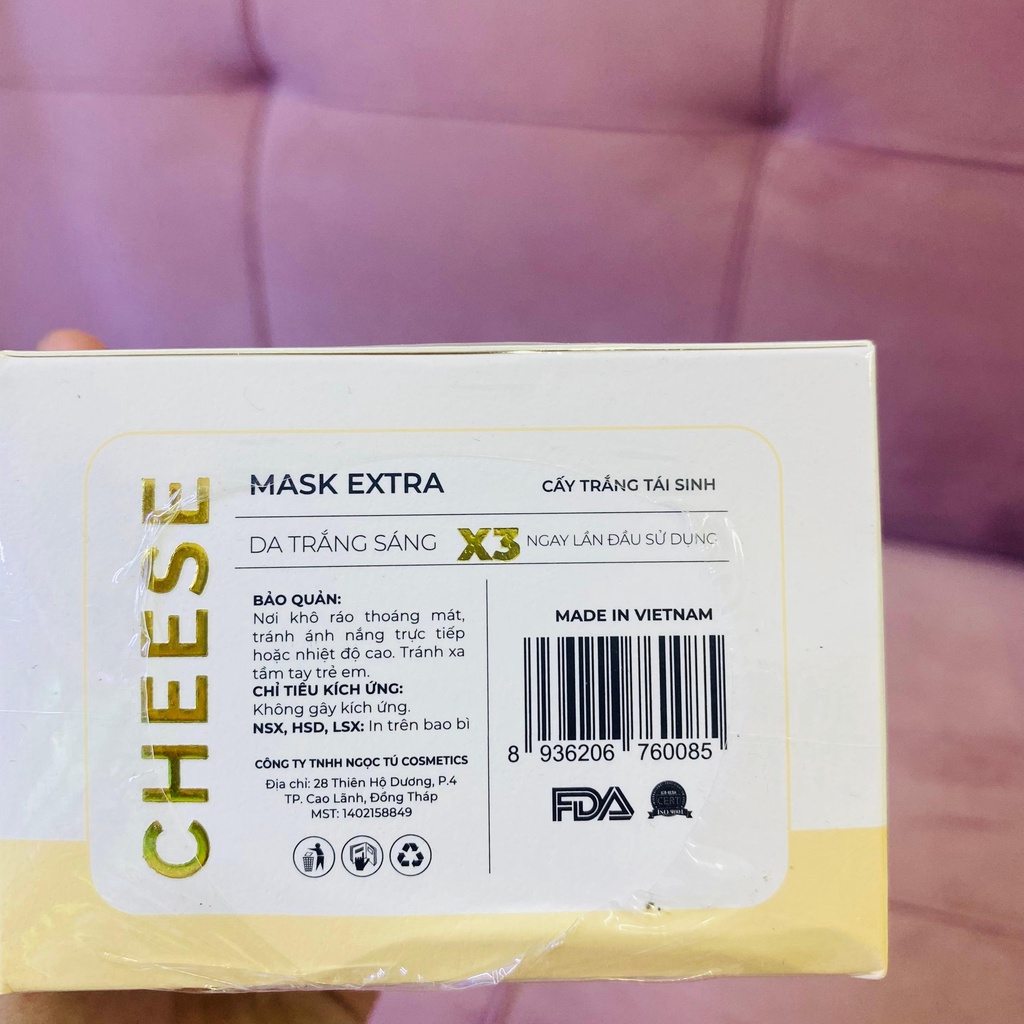 CHEESE
MASK EXTRA
CẤY TRẮNG TÁI SINH
DA TRẮNG SÁNG X3 NGAY LẦN ĐẦU SỬ DỤNG
BẢO QUẢN:
Nơi khô ráo thoáng mát,
tránh ánh nắng trực tiếp
hoặc nhiệt độ cao. Tránh xa
tầm tay trẻ em.
CHỈ TIÊU KÍCH ỨNG:
Không gây kích ứng.
NSX, HSD, LSX: In trên bao bì
CÔNG TY TNHH NGỌC TÚ COSMETICS
Địa chỉ: 28 Thiên Hộ Dương, P.4
TP. Cao Lãnh, Đồng Tháp
MST: 1402158849
MADE IN VIETNAM
8 936206 760085
FDA
CERT
ISO 9001